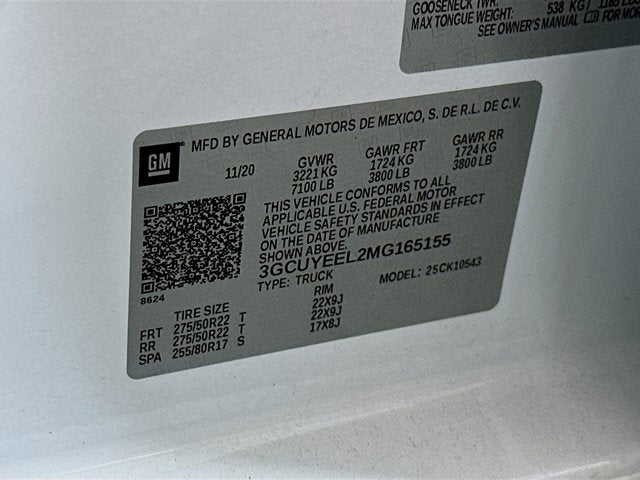 GOOSENECK TWR: 538 KG/ 1186 LBS
MAX TONGUE WEIGHT:
SEE OWNER'S MANUAL FOR MOR
MFD BY GENERAL MOTORS DE MEXICO, S. DE R.L. DE C.V.
GM
11/20 GVWR GAWR FRT GAWR RR
3221 KG 1724 KG 1724 KG
7100 LB 3800 LB 3800 LB
THIS VEHICLE CONFORMS TO ALL
APPLICABLE U.S. FEDERAL MOTOR
VEHICLE SAFETY STANDARDS IN EFFECT
ON THE DATE OF MANUFACTURE
SHOWN ABOVE.
3GCUYEEL2MG165155
TYPE: TRUCK MODEL: 25CK10543
8624
TIRE SIZE RIM
FRT 275/50R22 T 22X9J
RR 275/50R22 T 22X9J
SPA 255/80R17 S 17X8J